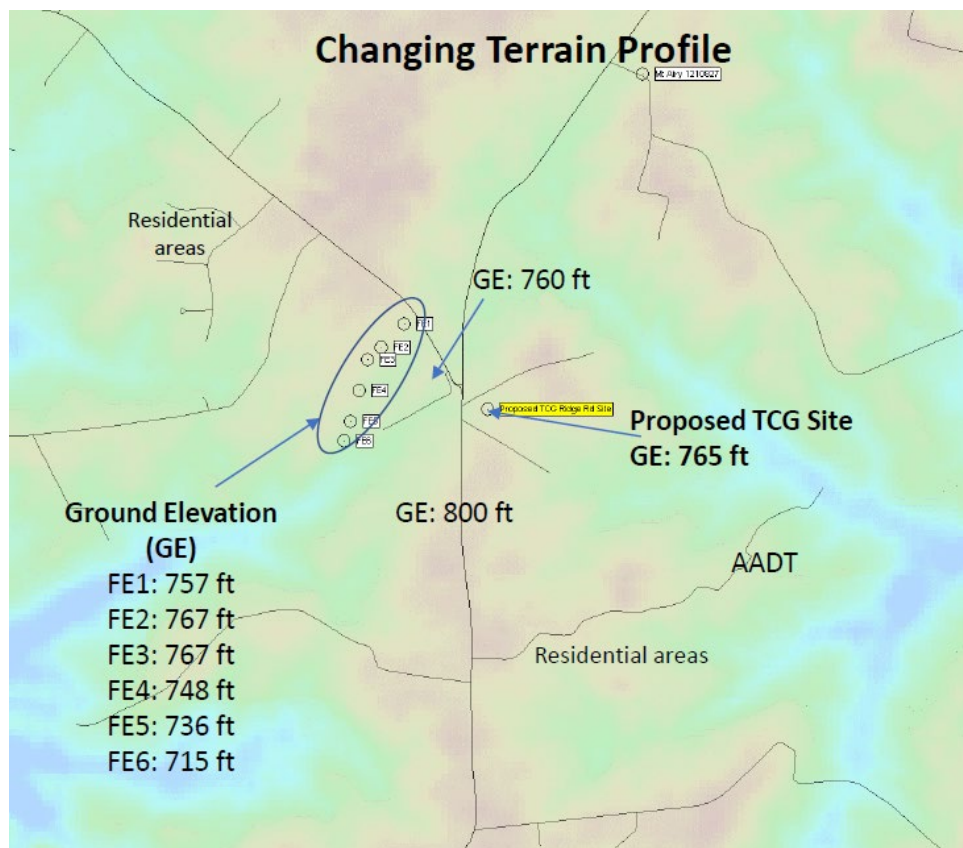 Changing Terrain Profile
Mt Airy 1210827
Residential
areas
GE: 760 ft
FE1
FE2
FE3
FE4
FE5
FE6
Proposed TCG Ridge Rd Site
Proposed TCG Site
GE: 765 ft
Ground Elevation
(GE)
FE1: 757 ft
FE2: 767 ft
FE3: 767 ft
FE4: 748 ft
FE5: 736 ft
FE6: 715 ft
GE: 800 ft
AADT
Residential areas